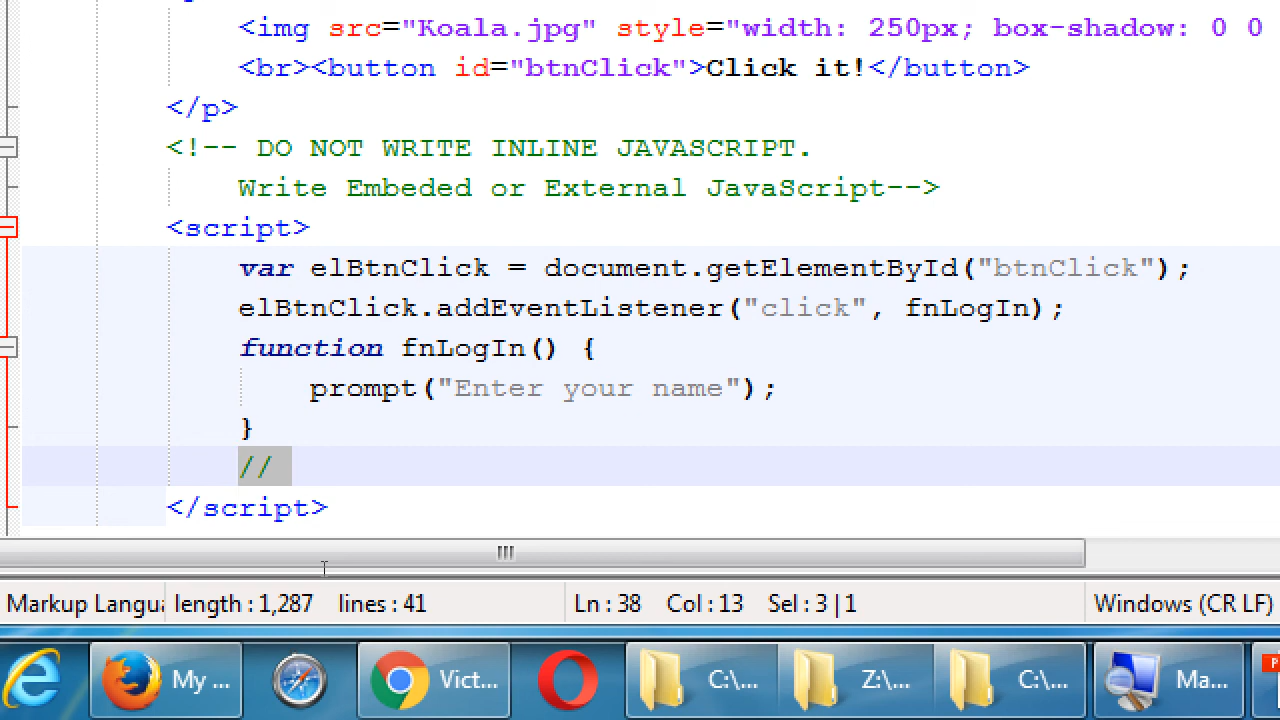 <img src="Koala.jpg" style="width: 250px; box-shadow: 0 0
<br><button id="btnClick">Click it!</button>
</p>
<!-- DO NOT WRITE INLINE JAVASCRIPT.
Write Embeded or External JavaScript-->
<script>
var elBtnClick = document.getElementById("btnClick");
elBtnClick.addEventListener("click", fnLogIn);
function fnLogIn() {
prompt("Enter your name");
}
//
</script>
Markup Langua length : 1,287 lines : 41 Ln : 38 Col : 13 Sel : 3 | 1 Windows (CR LF)
My ... Vict... C:\... Z:\... C:\... Ma... P